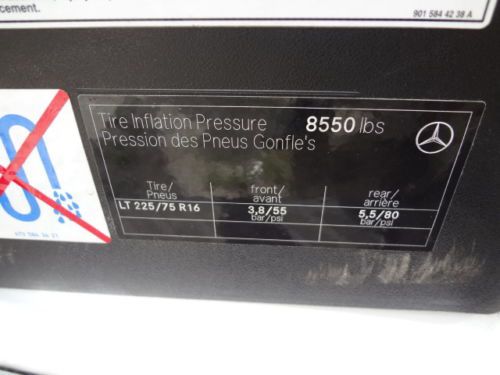 cement.
901 584 42 38 A
Tire Inflation Pressure 8550 lbs
Pression des Pneus Gonfle's
Tire/ Pneus front/ avant rear/ arrière
LT 225/75 R16 3,8/55 bar/psi 5,5/80 bar/psi